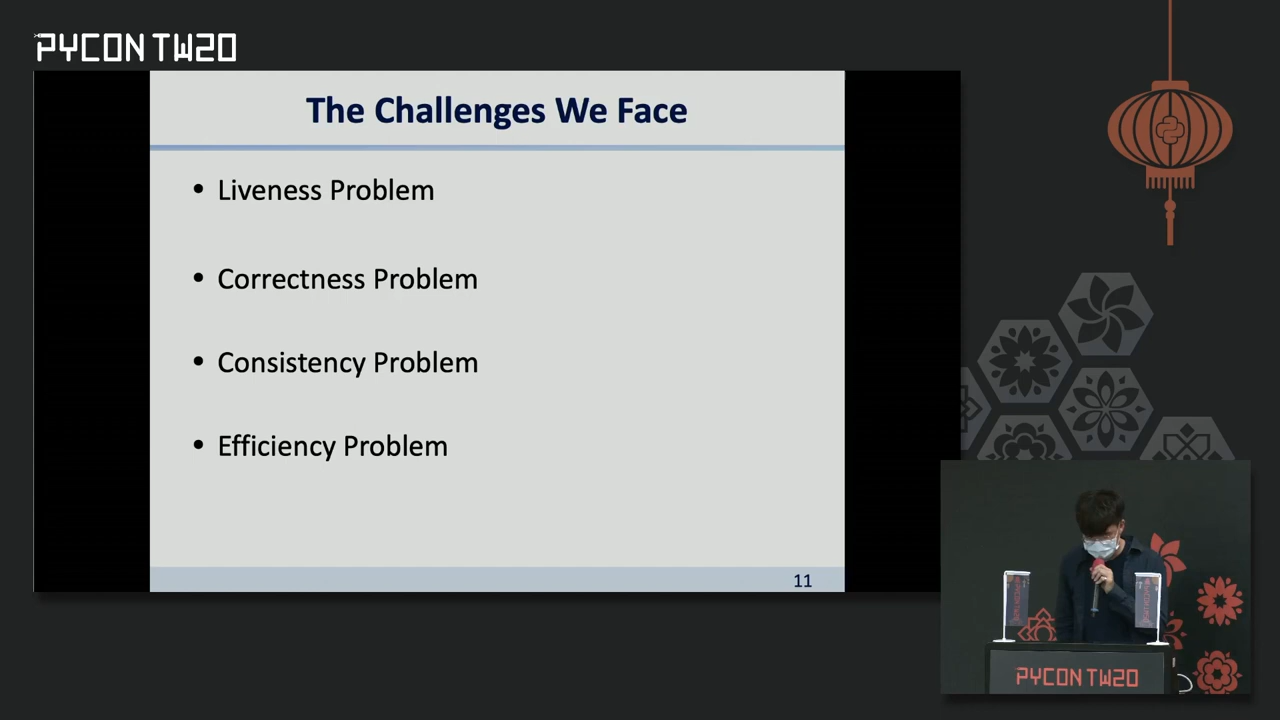 PYCON TW20
The Challenges We Face
• Liveness Problem
• Correctness Problem
• Consistency Problem
• Efficiency Problem
11
PYCON TW20